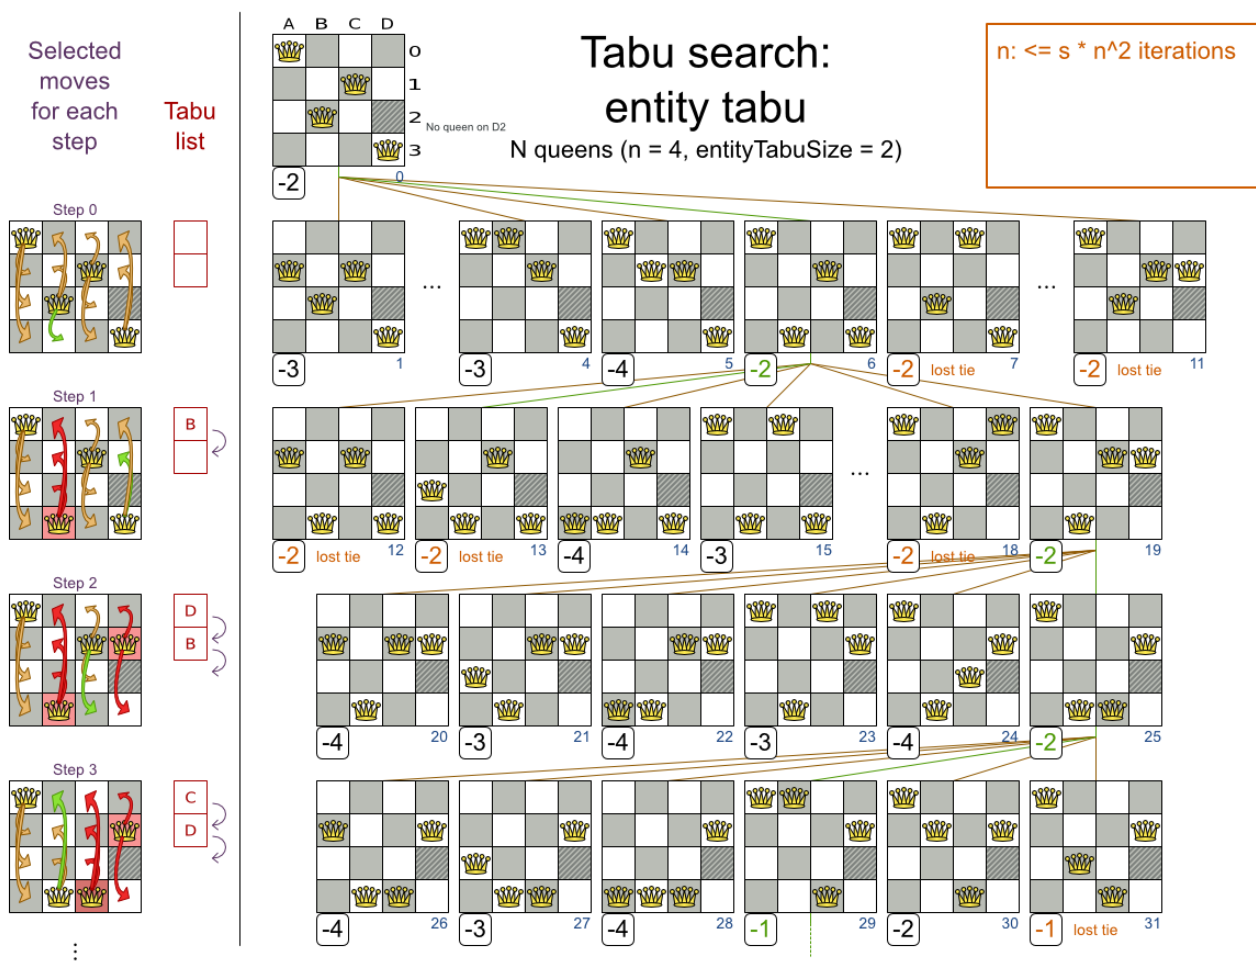 Selected
moves
for each
step
Tabu
list
A B C D
0
1
2
3
No queen on D2
-2
0
Tabu search:
entity tabu
N queens (n = 4, entityTabuSize = 2)
n: <= s * n^2 iterations
Step 0
...
...
-3 1
-3 4
-4 5
-2 6
-2 lost tie 7
-2 lost tie 11
Step 1
B
...
-2 lost tie 12
-2 lost tie 13
-4 14
-3 15
-2 lost tie 18
-2 19
Step 2
D
B
-4 20
-3 21
-4 22
-3 23
-4 24
-2 25
Step 3
C
D
-4 26
-3 27
-4 28
-1 29
-2 30
-1 lost tie 31
...